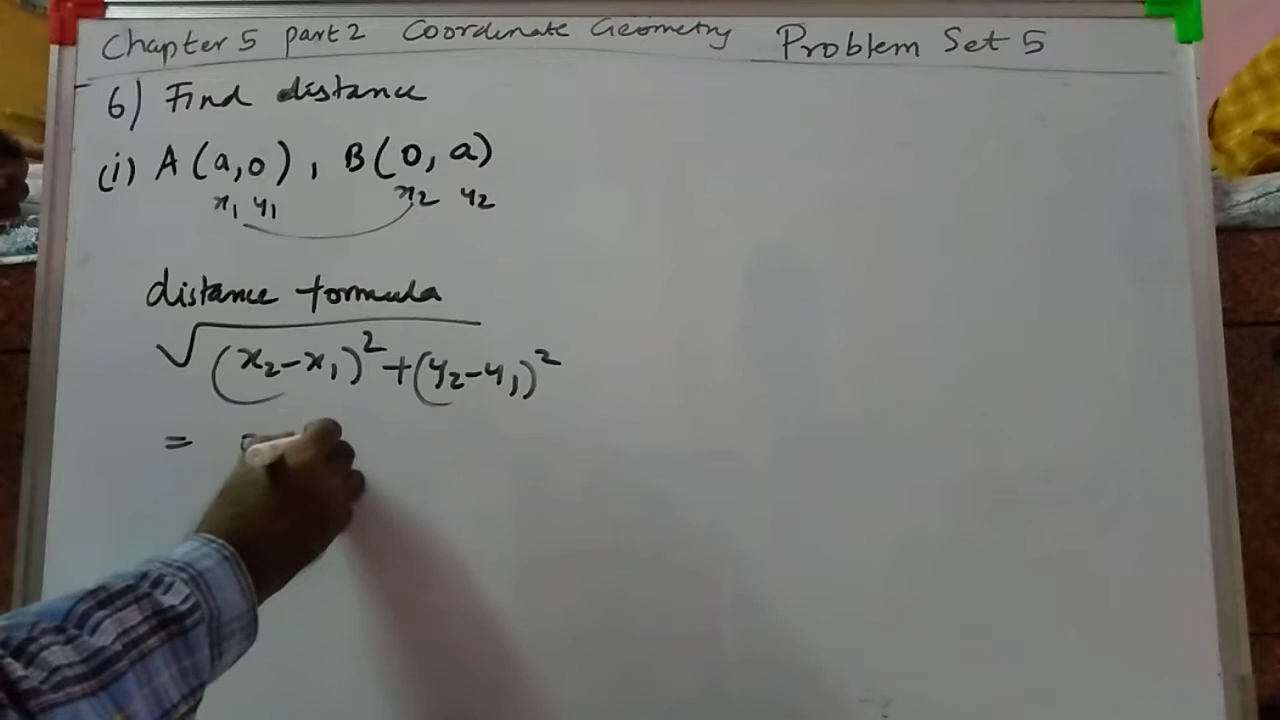 Chapter 5 part 2 Coordinate Geometry Problem Set 5
6) Find distance
(i) A (a,0) , B (0, a)
x1 y1 x2 y2
distance formula
√(x2-x1)²+(y2-y1)²
=